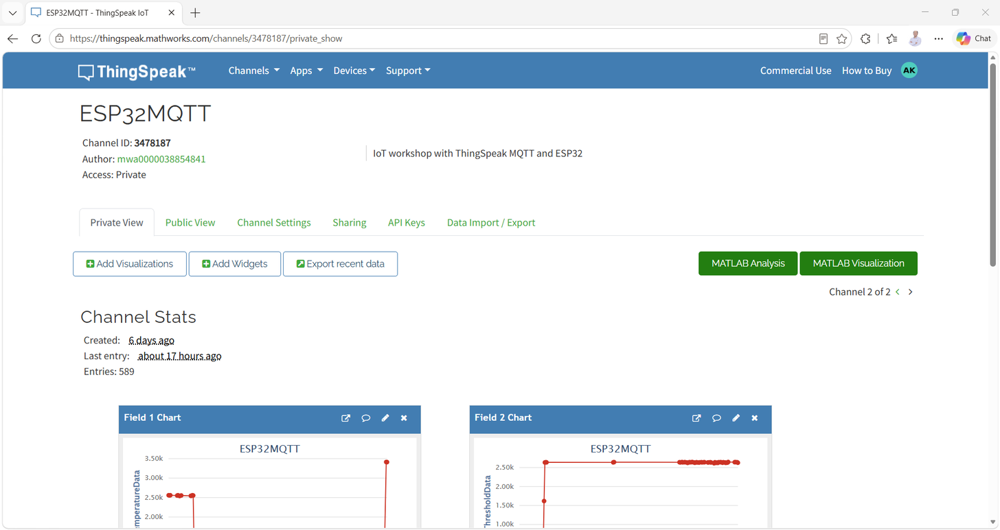 ESP32MQTT - ThingSpeak IoT
https://thingspeak.mathworks.com/channels/3478187/private_show
Chat
ThingSpeak™ Channels Apps Devices Support Commercial Use How to Buy AK
ESP32MQTT
Channel ID: 3478187
Author: mwa0000038854841
Access: Private
IoT workshop with ThingSpeak MQTT and ESP32
Private View Public View Channel Settings Sharing API Keys Data Import / Export
Add Visualizations Add Widgets Export recent data MATLAB Analysis MATLAB Visualization
Channel 2 of 2 < >
Channel Stats
Created: 6 days ago
Last entry: about 17 hours ago
Entries: 589
Field 1 Chart
ESP32MQTT
3.50k
3.00k
2.50k
2.00k
Field 2 Chart
ESP32MQTT
2.50k
2.00k
1.50k
1.00k
ThresholdData